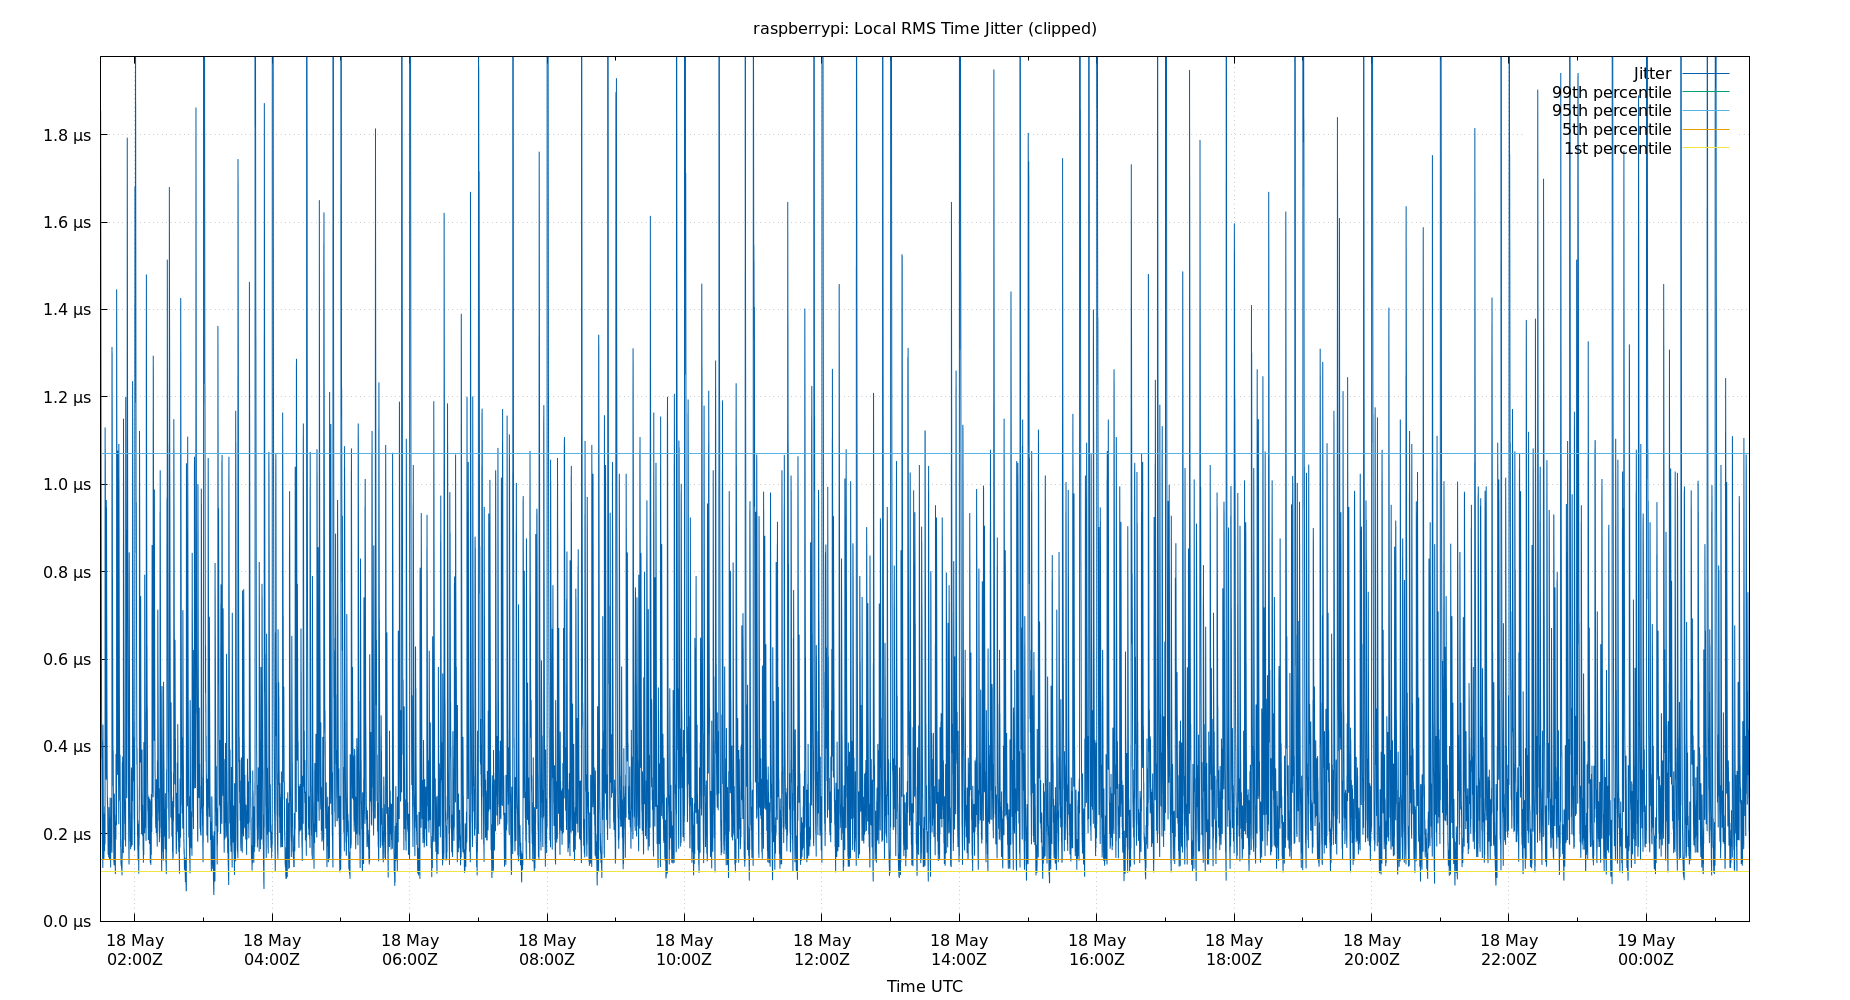 raspberrypi: Local RMS Time Jitter (clipped)
Jitter
99th percentile
95th percentile
5th percentile
1st percentile
1.8 µs
1.6 µs
1.4 µs
1.2 µs
1.0 µs
0.8 µs
0.6 µs
0.4 µs
0.2 µs
0.0 µs
18 May 18 May 18 May 18 May 18 May 18 May 18 May 18 May 18 May 18 May 18 May 19 May
02:00Z 04:00Z 06:00Z 08:00Z 10:00Z 12:00Z 14:00Z 16:00Z 18:00Z 20:00Z 22:00Z 00:00Z
Time UTC